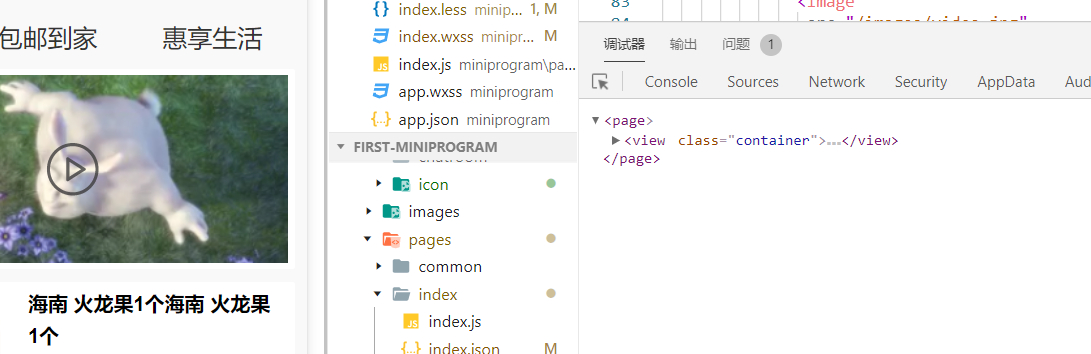 包邮到家 惠享生活
海南 火龙果1个海南 火龙果
1个
index.less minip... 1, M
index.wxss minipr... M
index.js miniprogram\pa...
app.wxss miniprogram
app.json miniprogram
FIRST-MINIPROGRAM
chatroom
icon
images
pages
common
index
index.js
index.json M
83 <image
84 src="/images/video.png"
调试器 输出 问题 1
Console Sources Network Security AppData Aud
<page>
<view class="container">…</view>
</page>